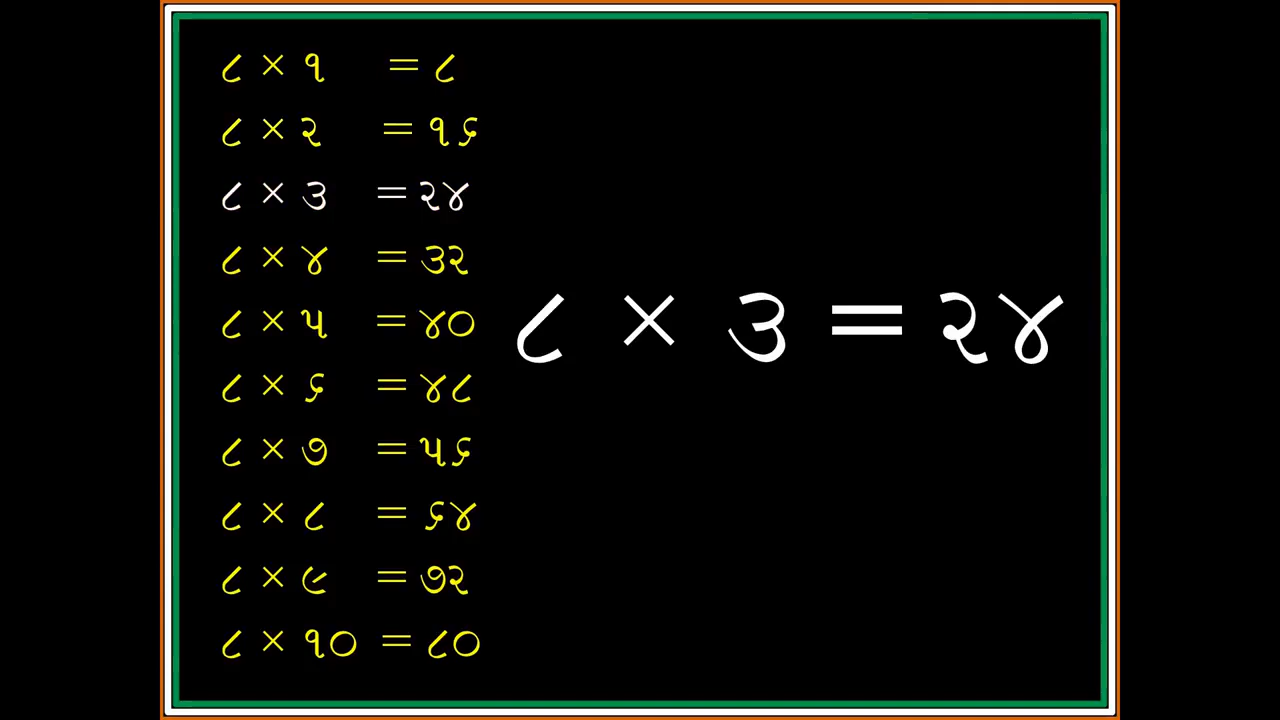 ૮ × ૧ = ૮
૮ × ૨ = ૧૬
૮ × ૩ = ૨૪
૮ × ૪ = ૩૨
૮ × ૫ = ૪૦
૮ × ૬ = ૪૮
૮ × ૭ = ૫૬
૮ × ૮ = ૬૪
૮ × ૯ = ૭૨
૮ × ૧૦ = ૮૦
૮ × ૩ = ૨૪